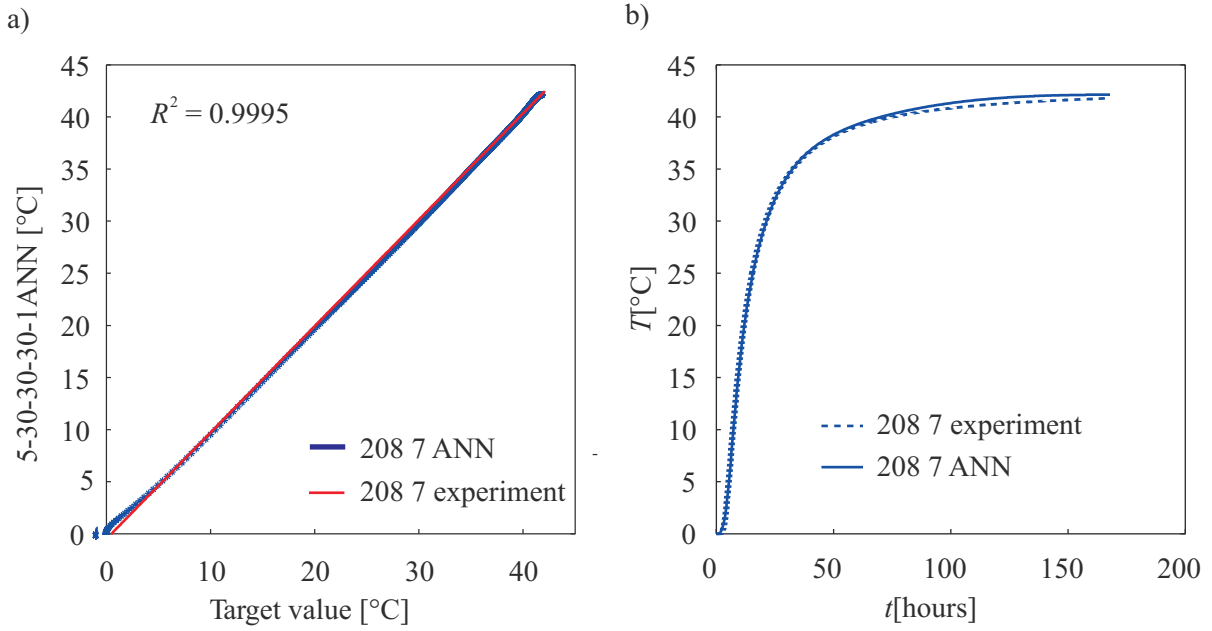 a)
45
40
35
30
25
20
15
10
5
0
5-30-30-30-1ANN [°C]
R² = 0.9995
208 7 ANN
208 7 experiment
0 10 20 30 40
Target value [°C]
b)
45
40
35
30
25
20
15
10
5
0
T[°C]
208 7 experiment
208 7 ANN
0 50 100 150 200
t[hours]